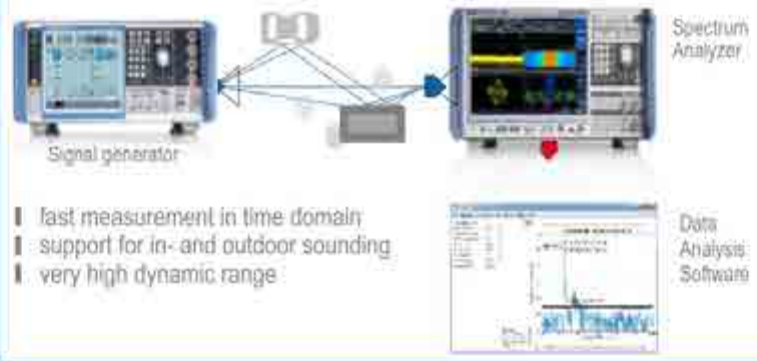 Spectrum
Analyzer
Signal generator
fast measurement in time domain
support for in- and outdoor sounding
very high dynamic range
Data
Analysis
Software